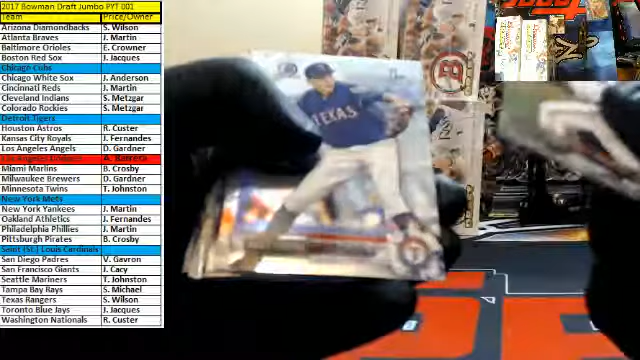 2017 Bowman Draft Jumbo PYT 001
Team Price/Owner
Arizona Diamondbacks S. Wilson
Atlanta Braves J. Martin
Baltimore Orioles E. Crowner
Boston Red Sox J. Jacques
Chicago Cubs
Chicago White Sox J. Anderson
Cincinnati Reds J. Martin
Cleveland Indians S. Metzgar
Colorado Rockies S. Metzgar
Detroit Tigers
Houston Astros R. Custer
Kansas City Royals J. Fernandes
Los Angeles Angels D. Gardner
Los Angeles Dodgers A. Barrera
Miami Marlins B. Crosby
Milwaukee Brewers D. Gardner
Minnesota Twins T. Johnston
New York Mets
New York Yankees J. Martin
Oakland Athletics J. Fernandes
Philadelphia Phillies J. Martin
Pittsburgh Pirates B. Crosby
Saint (St.) Louis Cardinals
San Diego Padres V. Gavron
San Francisco Giants J. Cacy
Seattle Mariners T. Johnston
Tampa Bay Rays S. Michael
Texas Rangers S. Wilson
Toronto Blue Jays J. Jacques
Washington Nationals R. Custer
TEXAS
B